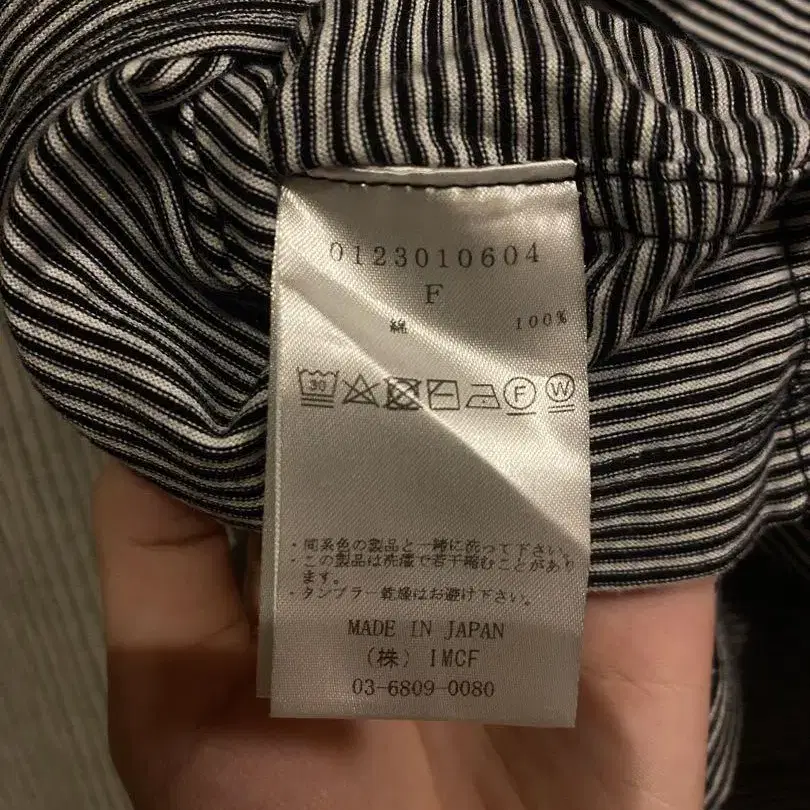 0123010604
F
綿 100%
30 F W
・同系色の製品と一緒に洗って下さい。
・この製品は洗濯で若干縮むことがあり
ます。
・タンブラー乾燥はお避け下さい。
MADE IN JAPAN
(株) IMCF
03-6809-0080